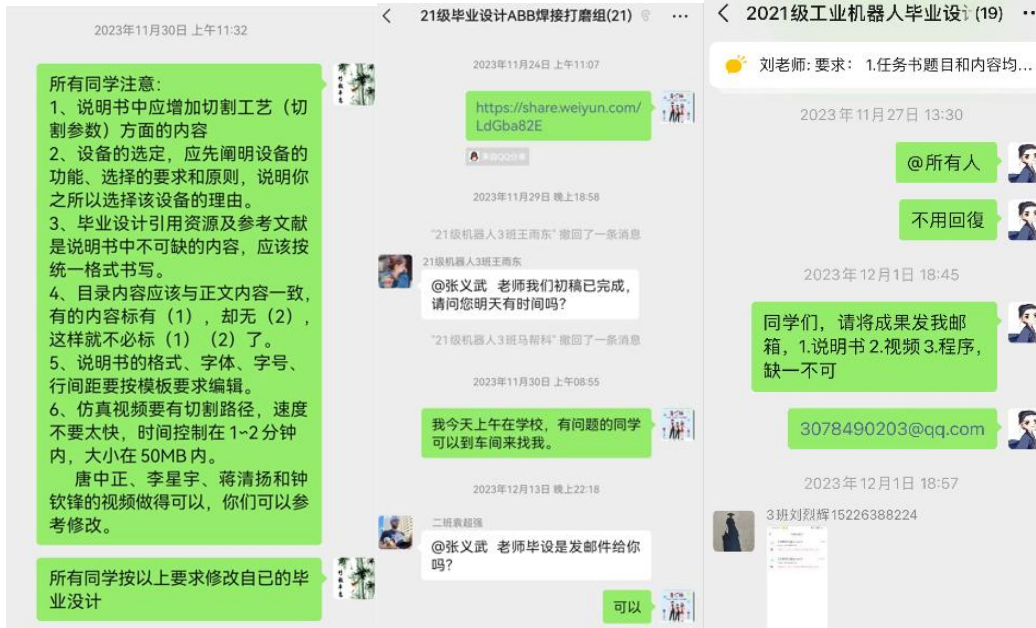 2023年11月30日 上午11:32
所有同学注意:
1、说明书中应增加切割工艺（切
割参数）方面的内容
2、设备的选定，应先阐明设备的
功能、选择的要求和原则，说明你
之所以选择该设备的理由。
3、毕业设计引用资源及参考文献
是说明书中不可缺的内容，应该按
统一格式书写。
4、目录内容应该与正文内容一致，
有的内容标有（1），却无（2），
这样就不必标（1）（2）了。
5、说明书的格式、字体、字号、
行间距要按模板要求编辑。
6、仿真视频要有切割路径，速度
不要太快，时间控制在1~2分钟
内，大小在50MB内。
唐中正、李星宇、蒋清扬和钟
钦锋的视频做得可以，你们可以参
考修改。
所有同学按以上要求修改自已的毕
业没计
21级毕业设计ABB焊接打磨组(21)
2023年11月24日 上午11:07
https://share.weiyun.com/
LdGba82E
来自QQ分享
2023年11月29日 晚上18:58
"21级机器人3班王雨东" 撤回了一条消息
21级机器人3班王雨东
@张义武 老师我们初稿已完成，
请问您明天有时间吗?
"21级机器人3班马帮科" 撤回了一条消息
2023年11月30日 上午08:55
我今天上午在学校，有问题的同学
可以到车间来找我。
2023年12月13日 晚上22:18
二班袁超强
@张义武 老师毕设是发邮件给你
吗?
可以
2021级工业机器人毕业设计(19)
刘老师: 要求： 1.任务书题目和内容均...
2023年11月27日 13:30
@所有人
不用回復
2023年12月1日 18:45
同学们，请将成果发我邮
箱，1.说明书 2.视频 3.程序，
缺一不可
3078490203@qq.com
2023年12月1日 18:57
3班刘烈辉15226388224